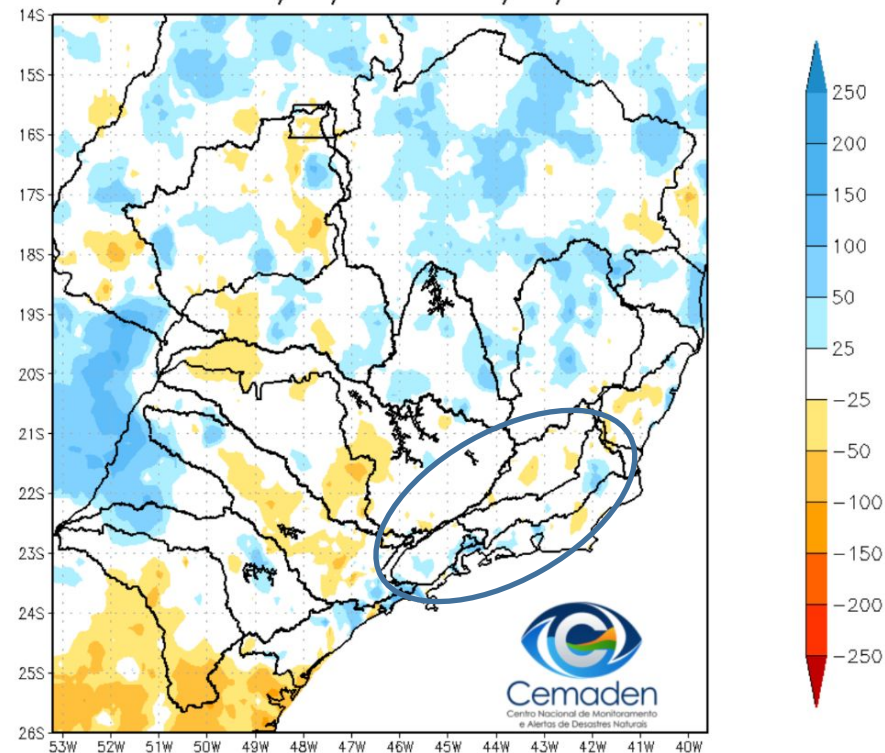 14S
15S
16S
17S
18S
19S
20S
21S
22S
23S
24S
25S
26S
53W 52W 51W 50W 49W 48W 47W 46W 45W 44W 43W 42W 41W 40W
250
200
150
100
50
25
-25
-50
-100
-150
-200
-250
Cemaden
Centro Nacional de Monitoramento
e Alertas de Desastres Naturais